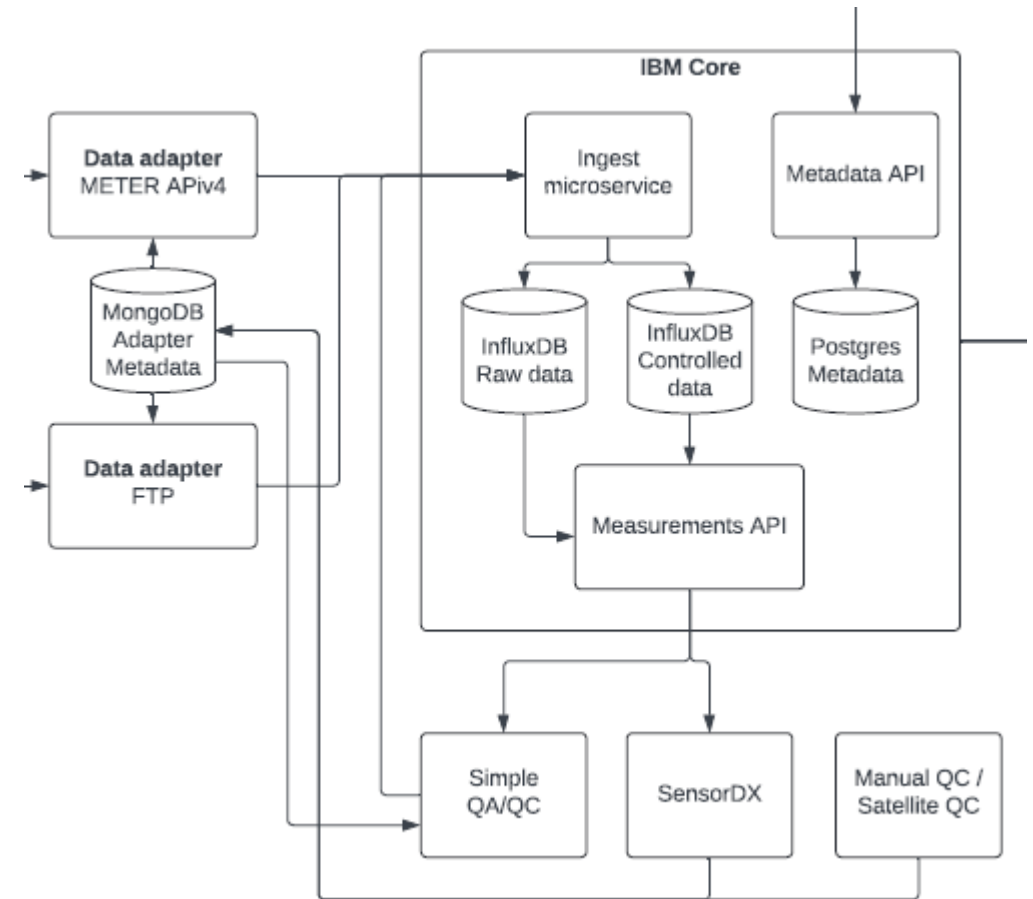 IBM Core
Data adapter
METER APiv4
Ingest
microservice
Metadata API
MongoDB
Adapter
Metadata
InfluxDB
Raw data
InfluxDB
Controlled
data
Postgres
Metadata
Data adapter
FTP
Measurements API
Simple
QA/QC
SensorDX
Manual QC /
Satellite QC